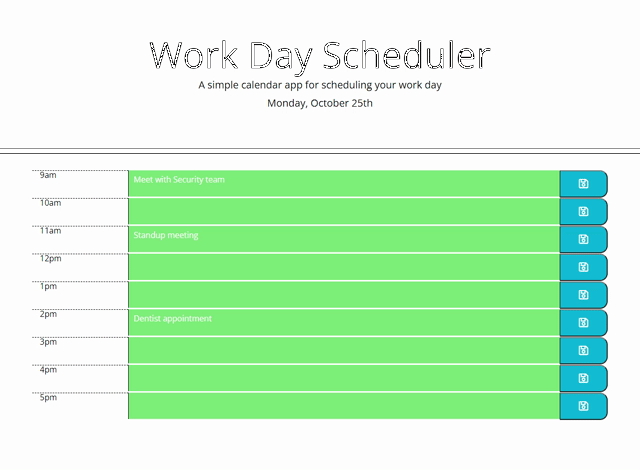 Work Day Scheduler
A simple calendar app for scheduling your work day
Monday, October 25th
9am Meet with Security team
10am
11am Standup meeting
12pm
1pm
2pm Dentist appointment
3pm
4pm
5pm